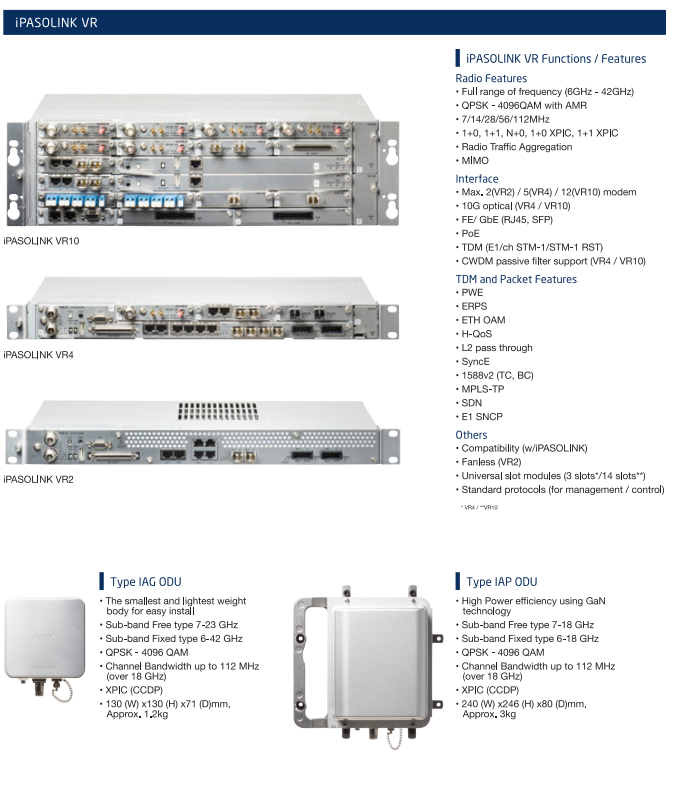 iPASOLINK VR
iPASOLINK VR10
iPASOLINK VR4
iPASOLINK VR2
iPASOLINK VR Functions / Features
Radio Features
• Full range of frequency (6GHz - 42GHz)
• QPSK - 4096QAM with AMR
• 7/14/28/56/112MHz
• 1+0, 1+1, N+0, 1+0 XPIC, 1+1 XPIC
• Radio Traffic Aggregation
• MIMO
Interface
• Max. 2(VR2) / 5(VR4) / 12(VR10) modem
• 10G optical (VR4 / VR10)
• FE/ GbE (RJ45, SFP)
• PoE
• TDM (E1/ch STM-1/STM-1 RST)
• CWDM passive filter support (VR4 / VR10)
TDM and Packet Features
• PWE
• ERPS
• ETH OAM
• H-QoS
• L2 pass through
• SyncE
• 1588v2 (TC, BC)
• MPLS-TP
• SDN
• E1 SNCP
Others
• Compatibility (w/iPASOLINK)
• Fanless (VR2)
• Universal slot modules (3 slots*/14 slots**)
• Standard protocols (for management / control)
* VR4 / **VR10
NEC
Type IAG ODU
• The smallest and lightest weight
body for easy install
• Sub-band Free type 7-23 GHz
• Sub-band Fixed type 6-42 GHz
• QPSK - 4096 QAM
• Channel Bandwidth up to 112 MHz
(over 18 GHz)
• XPIC (CCDP)
• 130 (W) x130 (H) x71 (D)mm,
Approx. 1.2kg
Type IAP ODU
• High Power efficiency using GaN
technology
• Sub-band Free type 7-18 GHz
• Sub-band Fixed type 6-18 GHz
• QPSK - 4096 QAM
• Channel Bandwidth up to 112 MHz
(over 18 GHz)
• XPIC (CCDP)
• 240 (W) x246 (H) x80 (D)mm,
Approx. 3kg